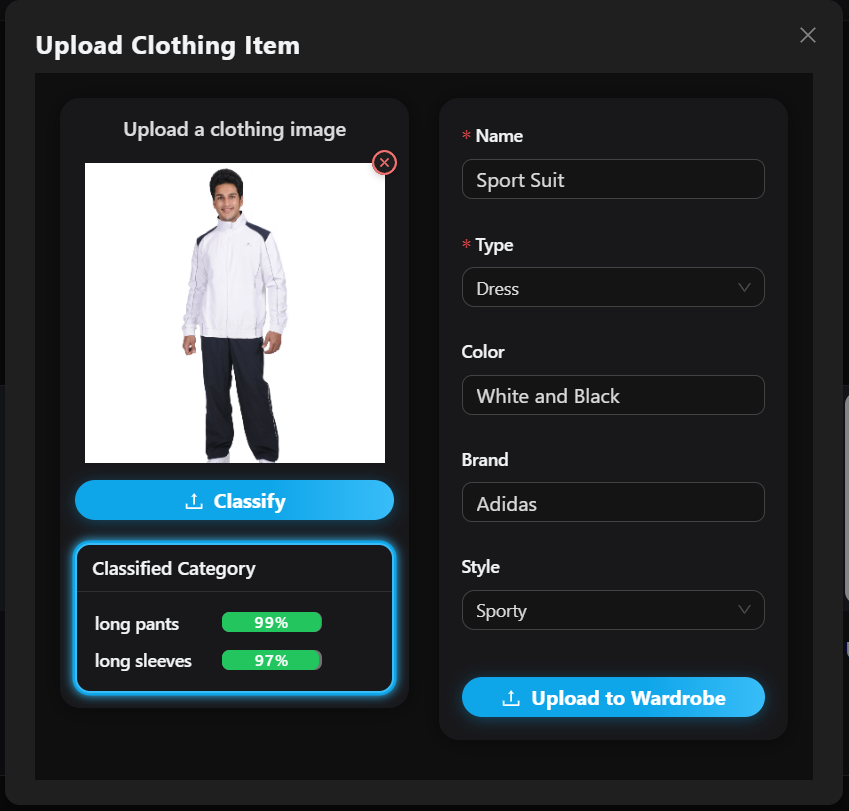 Upload Clothing Item
Upload a clothing image
Classify
Classified Category
long pants 99%
long sleeves 97%
* Name
Sport Suit
* Type
Dress
Color
White and Black
Brand
Adidas
Style
Sporty
Upload to Wardrobe